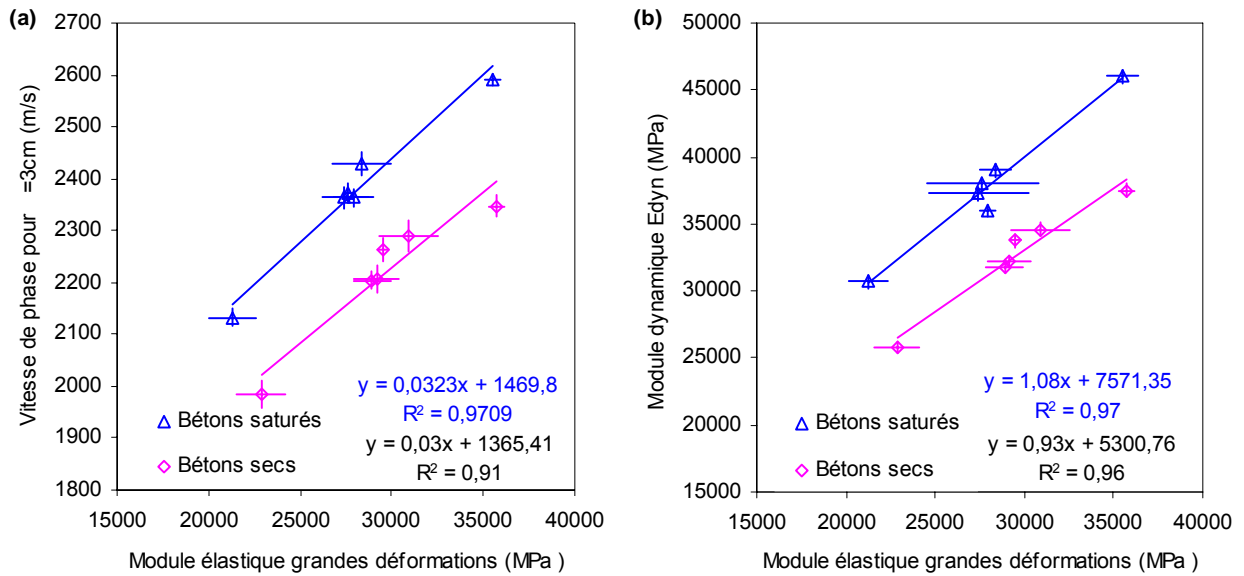 (a)
2700
2600
2500
2400
2300
2200
2100
2000
1900
1800
Vitesse de phase pour =3cm (m/s)
y = 0,0323x + 1469,8
R² = 0,9709
y = 0,03x + 1365,41
R² = 0,91
Bétons saturés
Bétons secs
15000 20000 25000 30000 35000 40000
Module élastique grandes déformations (MPa )
(b)
50000
45000
40000
35000
30000
25000
20000
15000
Module dynamique Edyn (MPa)
y = 1,08x + 7571,35
R² = 0,97
y = 0,93x + 5300,76
R² = 0,96
Bétons saturés
Bétons secs
15000 20000 25000 30000 35000 40000
Module élastique grandes déformations (MPa )